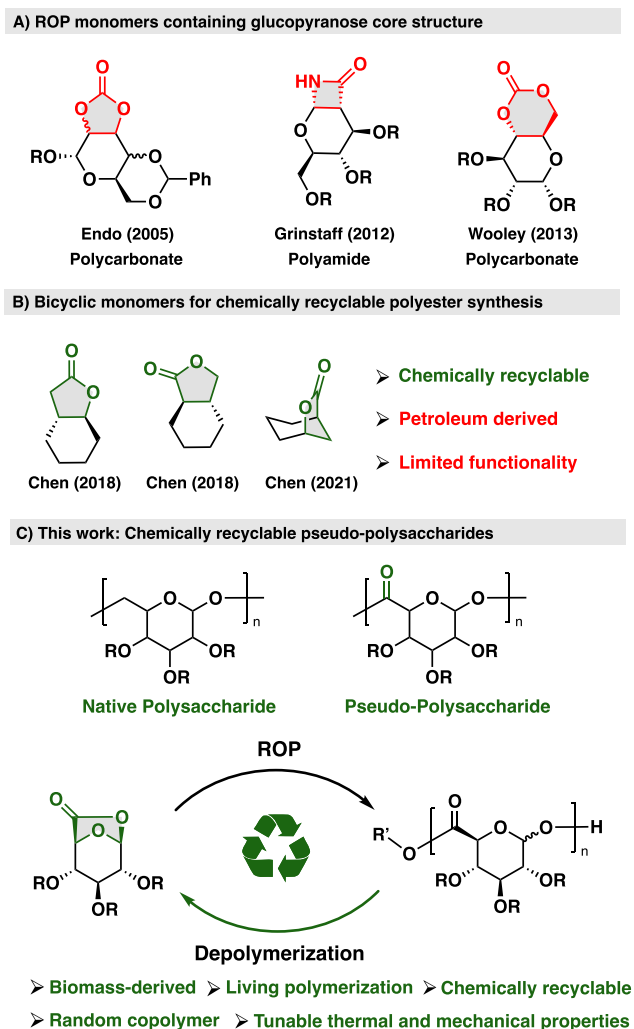 A) ROP monomers containing glucopyranose core structure
O
O O
RO
O
O
O
Ph
HN O
O
OR
OR
OR
O
O
O
RO
O
RO OR
Endo (2005)
Polycarbonate
Grinstaff (2012)
Polyamide
Wooley (2013)
Polycarbonate
B) Bicyclic monomers for chemically recyclable polyester synthesis
O
O
O
O
O
O
Chen (2018)
Chen (2018)
Chen (2021)
➢ Chemically recyclable
➢ Petroleum derived
➢ Limited functionality
C) This work: Chemically recyclable pseudo-polysaccharides
O O
n
RO OR
OR
Native Polysaccharide
O
O O
n
RO OR
OR
Pseudo-Polysaccharide
ROP
O
O
O
RO OR
OR
R'
O
O
O
O
H
n
RO OR
OR
Depolymerization
➢ Biomass-derived ➢ Living polymerization ➢ Chemically recyclable
➢ Random copolymer ➢ Tunable thermal and mechanical properties